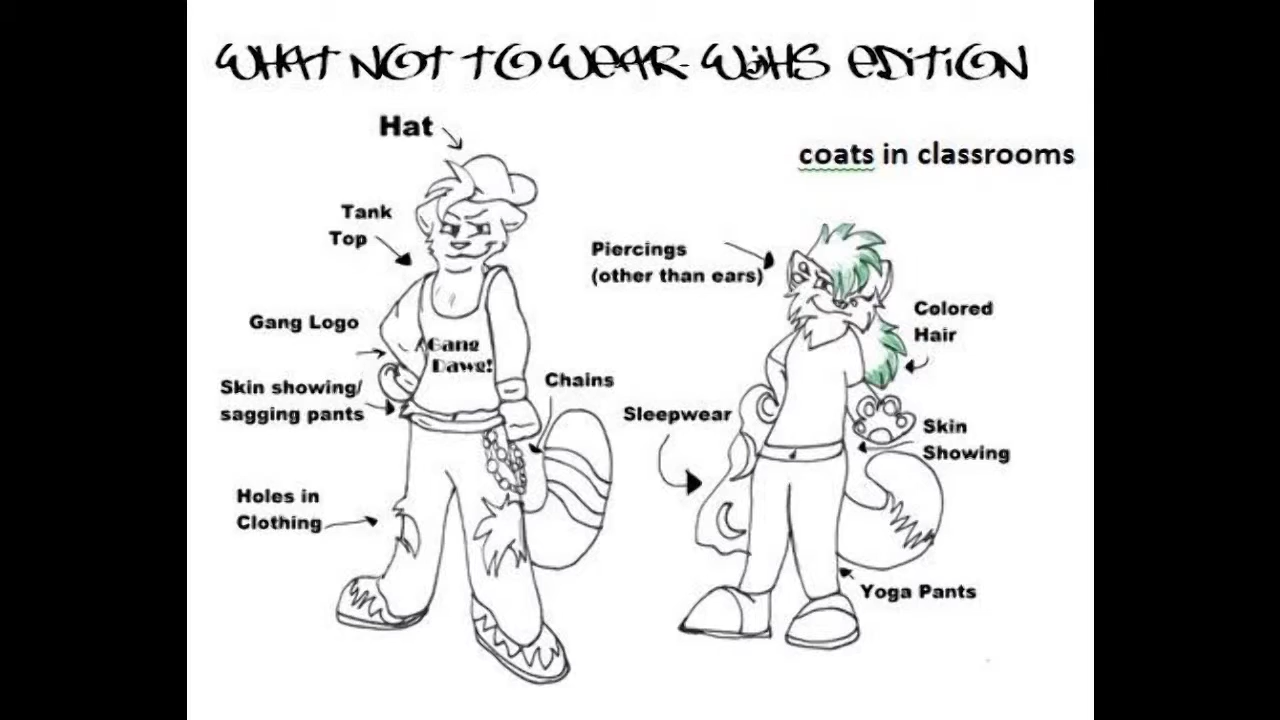 WHAT NOT TO WEAR- WJHS EDITION
Hat
coats in classrooms
Tank
Top
Piercings
(other than ears)
Gang Logo
Colored
Hair
Gang
Dawg!
Skin showing/
sagging pants
Chains
Sleepwear
Skin
Showing
Holes in
Clothing
Yoga Pants